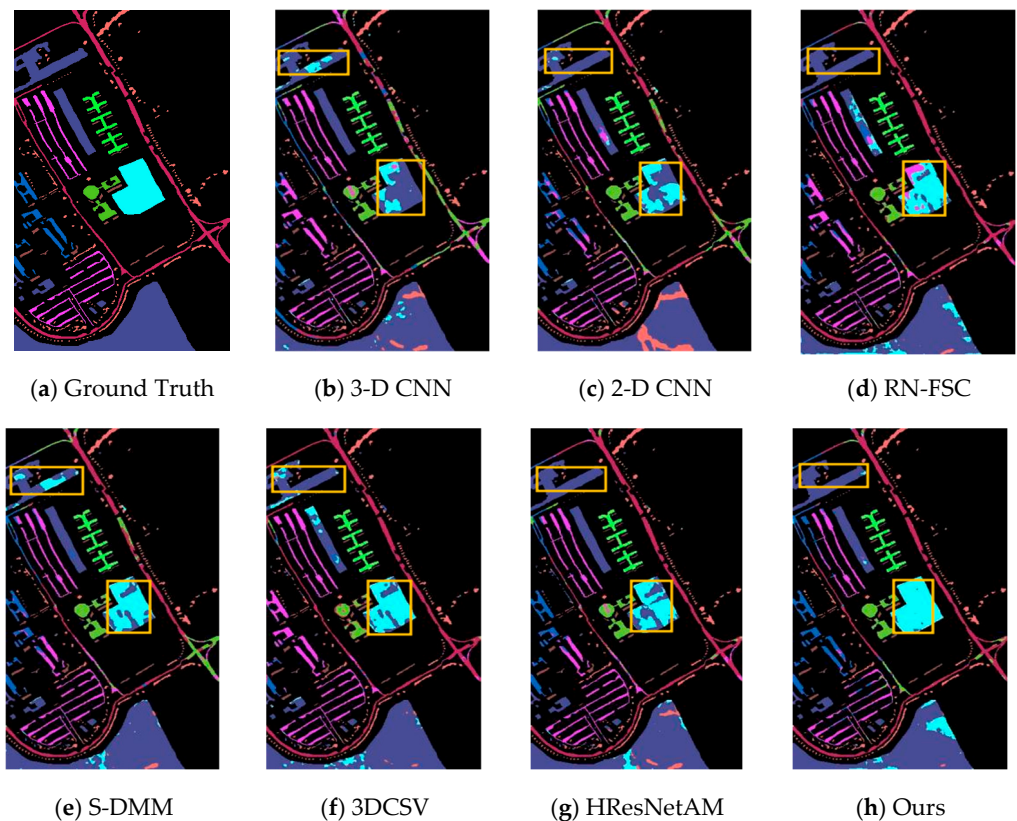 (a) Ground Truth
(b) 3-D CNN
(c) 2-D CNN
(d) RN-FSC
(e) S-DMM
(f) 3DCSV
(g) HResNetAM
(h) Ours